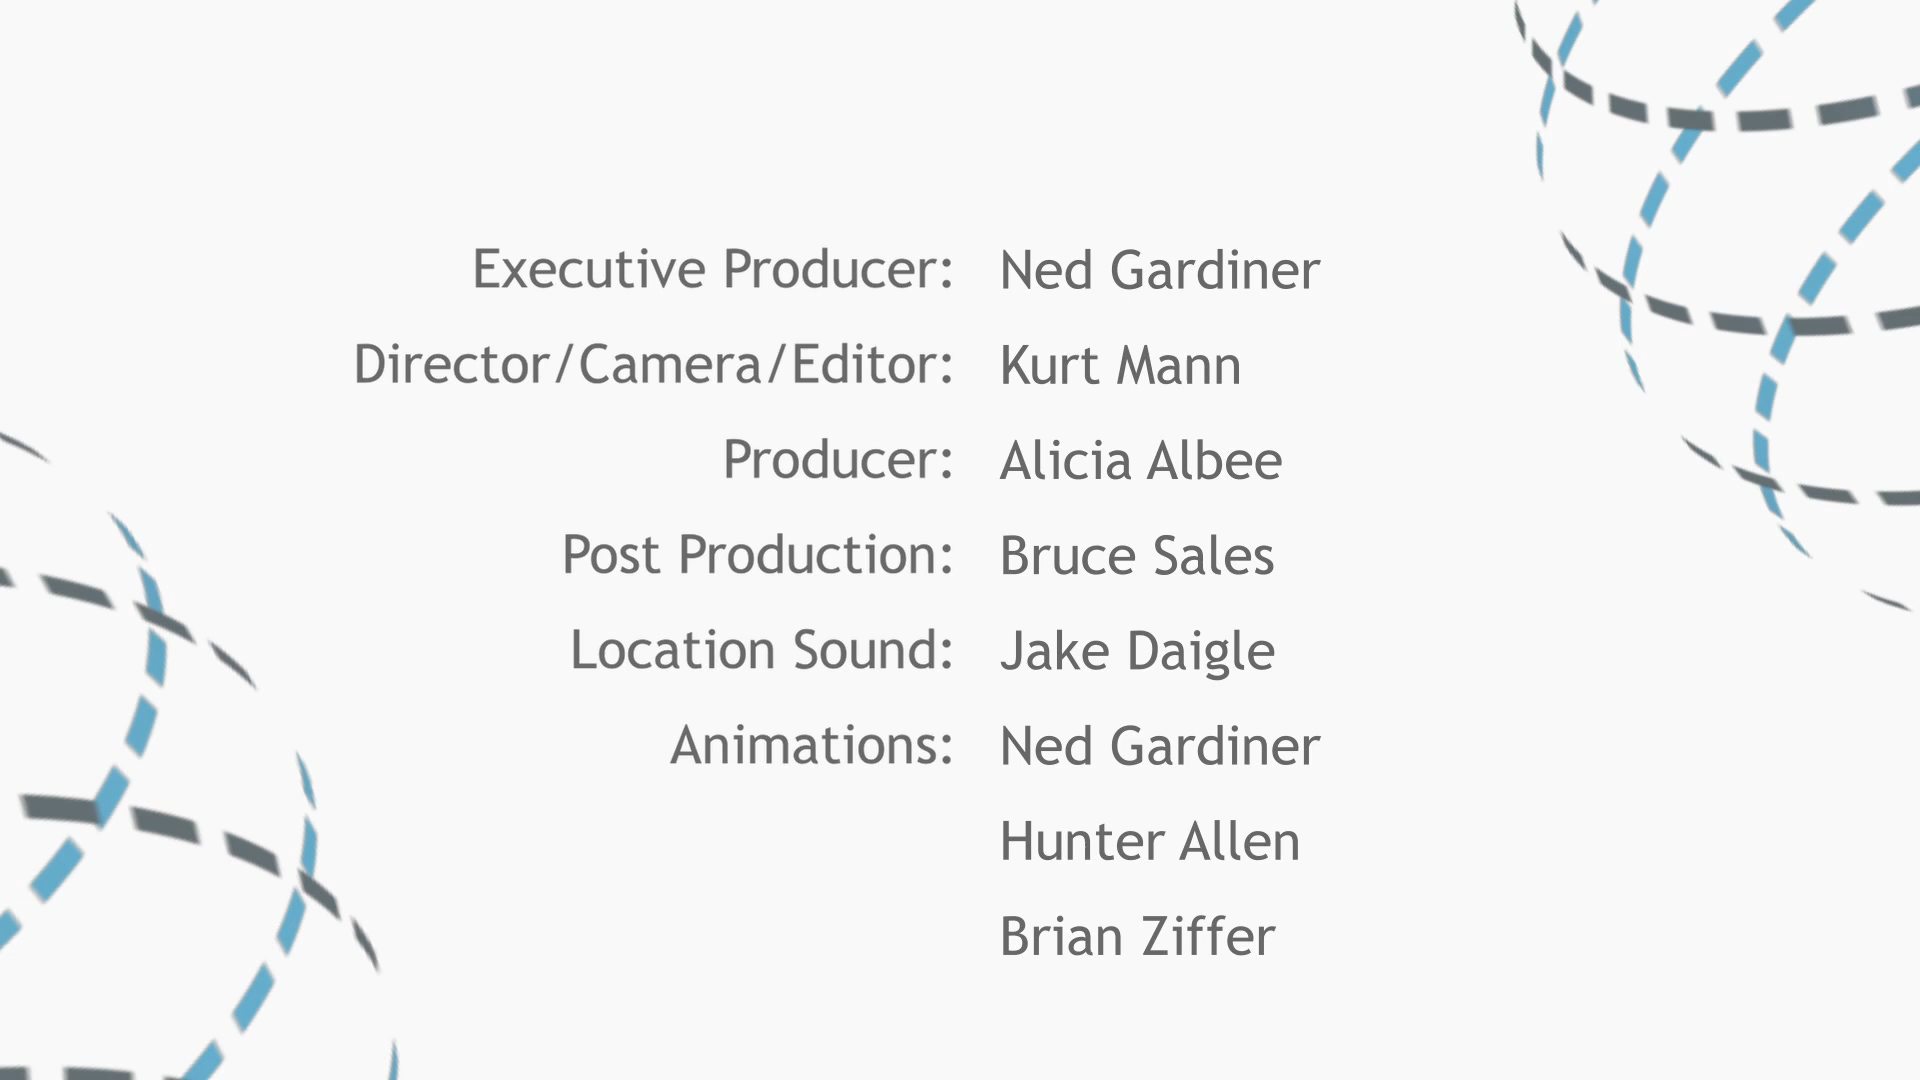 Executive Producer: Ned Gardiner
Director/Camera/Editor: Kurt Mann
Producer: Alicia Albee
Post Production: Bruce Sales
Location Sound: Jake Daigle
Animations: Ned Gardiner
Hunter Allen
Brian Ziffer